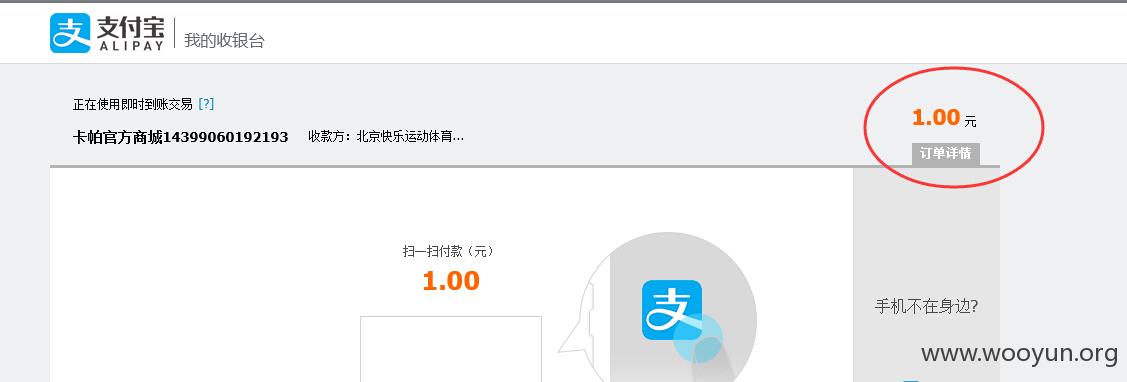 支付宝
ALIPAY
我的收银台
正在使用即时到账交易 [?]
卡帕官方商城14399060192193 收款方：北京快乐运动体育...
1.00 元
订单详情
扫一扫付款（元）
1.00
支
手机不在身边?
www.wooyun.org